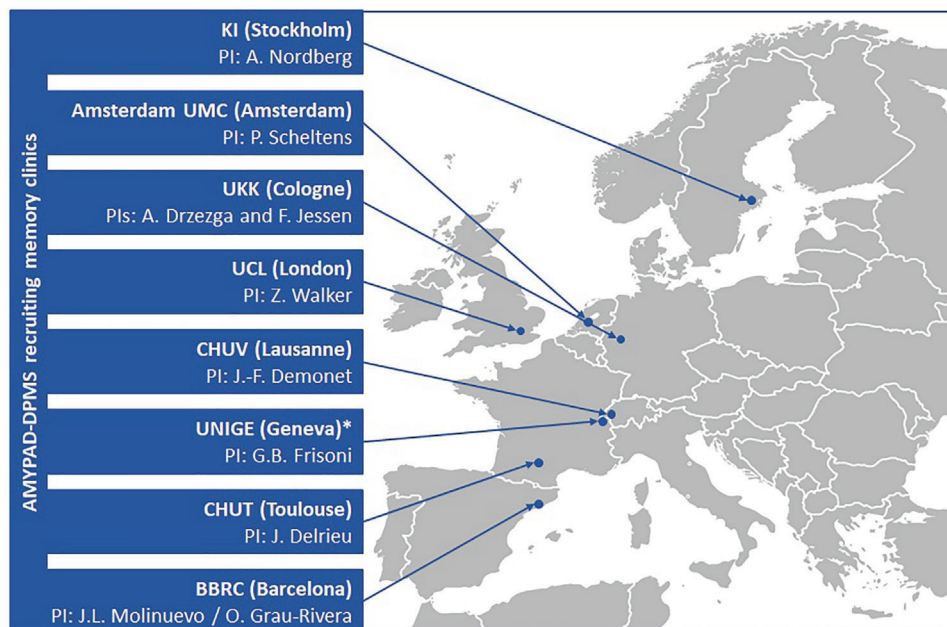 AMYPAD-DPMS recruiting memory clinics
KI (Stockholm)
PI: A. Nordberg
Amsterdam UMC (Amsterdam)
PI: P. Scheltens
UKK (Cologne)
PIs: A. Drzezga and F. Jessen
UCL (London)
PI: Z. Walker
CHUV (Lausanne)
PI: J.-F. Demonet
UNIGE (Geneva)*
PI: G.B. Frisoni
CHUT (Toulouse)
PI: J. Delrieu
BBRC (Barcelona)
PI: J.L. Molinuevo / O. Grau-Rivera